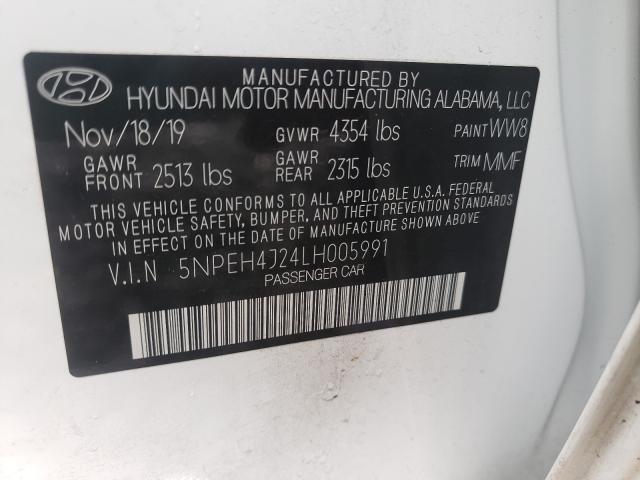 MANUFACTURED BY
HYUNDAI MOTOR MANUFACTURING ALABAMA, LLC
Nov/18/19 GVWR 4354 lbs PAINT WW8
GAWR FRONT 2513 lbs GAWR REAR 2315 lbs TRIM MMF
THIS VEHICLE CONFORMS TO ALL APPLICABLE U.S.A. FEDERAL
MOTOR VEHICLE SAFETY, BUMPER, AND THEFT PREVENTION STANDARDS
IN EFFECT ON THE DATE OF MANUFACTURE SHOWN ABOVE
V.I.N 5NPEH4J24LH005991
PASSENGER CAR